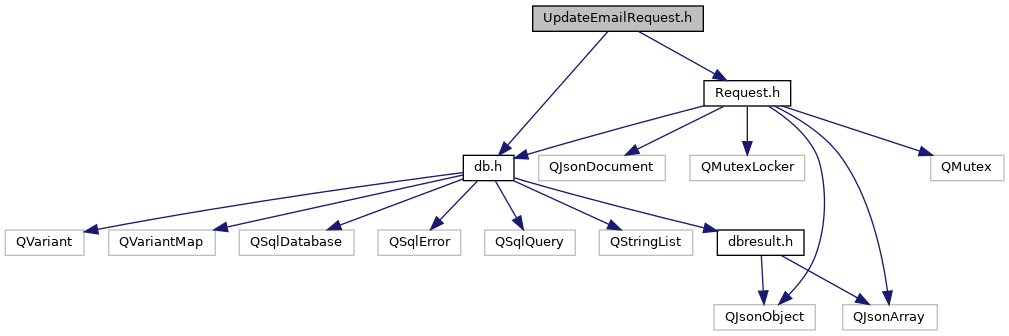 UpdateEmailRequest.h
Request.h
db.h
QJsonDocument
QMutexLocker
QMutex
QVariant
QVariantMap
QSqlDatabase
QSqlError
QSqlQuery
QStringList
dbresult.h
QJsonObject
QJsonArray